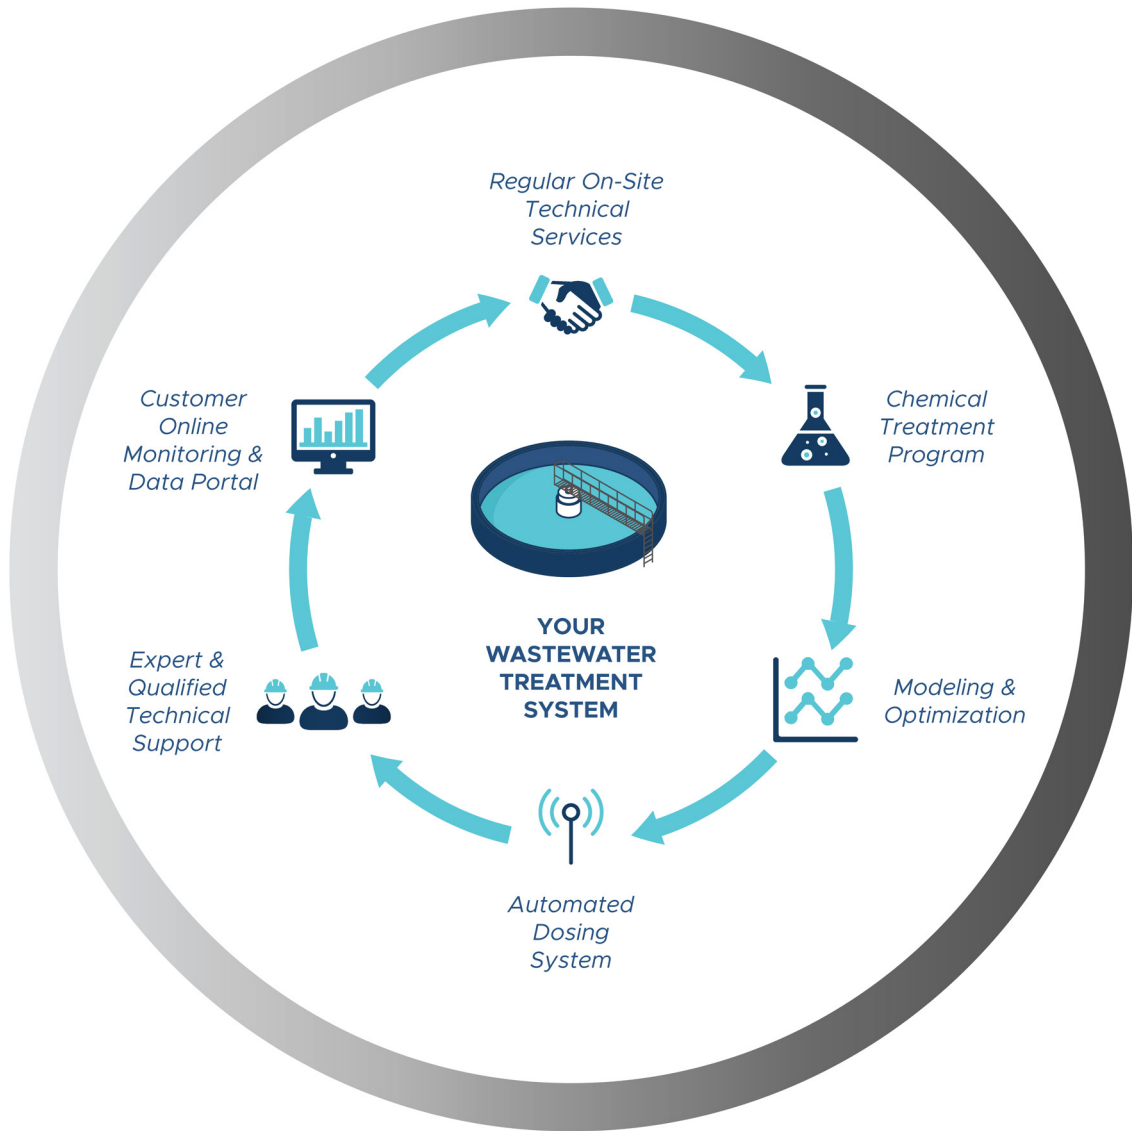 Regular On-Site
Technical
Services
Chemical
Treatment
Program
Modeling &
Optimization
Automated
Dosing
System
Expert &
Qualified
Technical
Support
Customer
Online
Monitoring &
Data Portal
YOUR
WASTEWATER
TREATMENT
SYSTEM